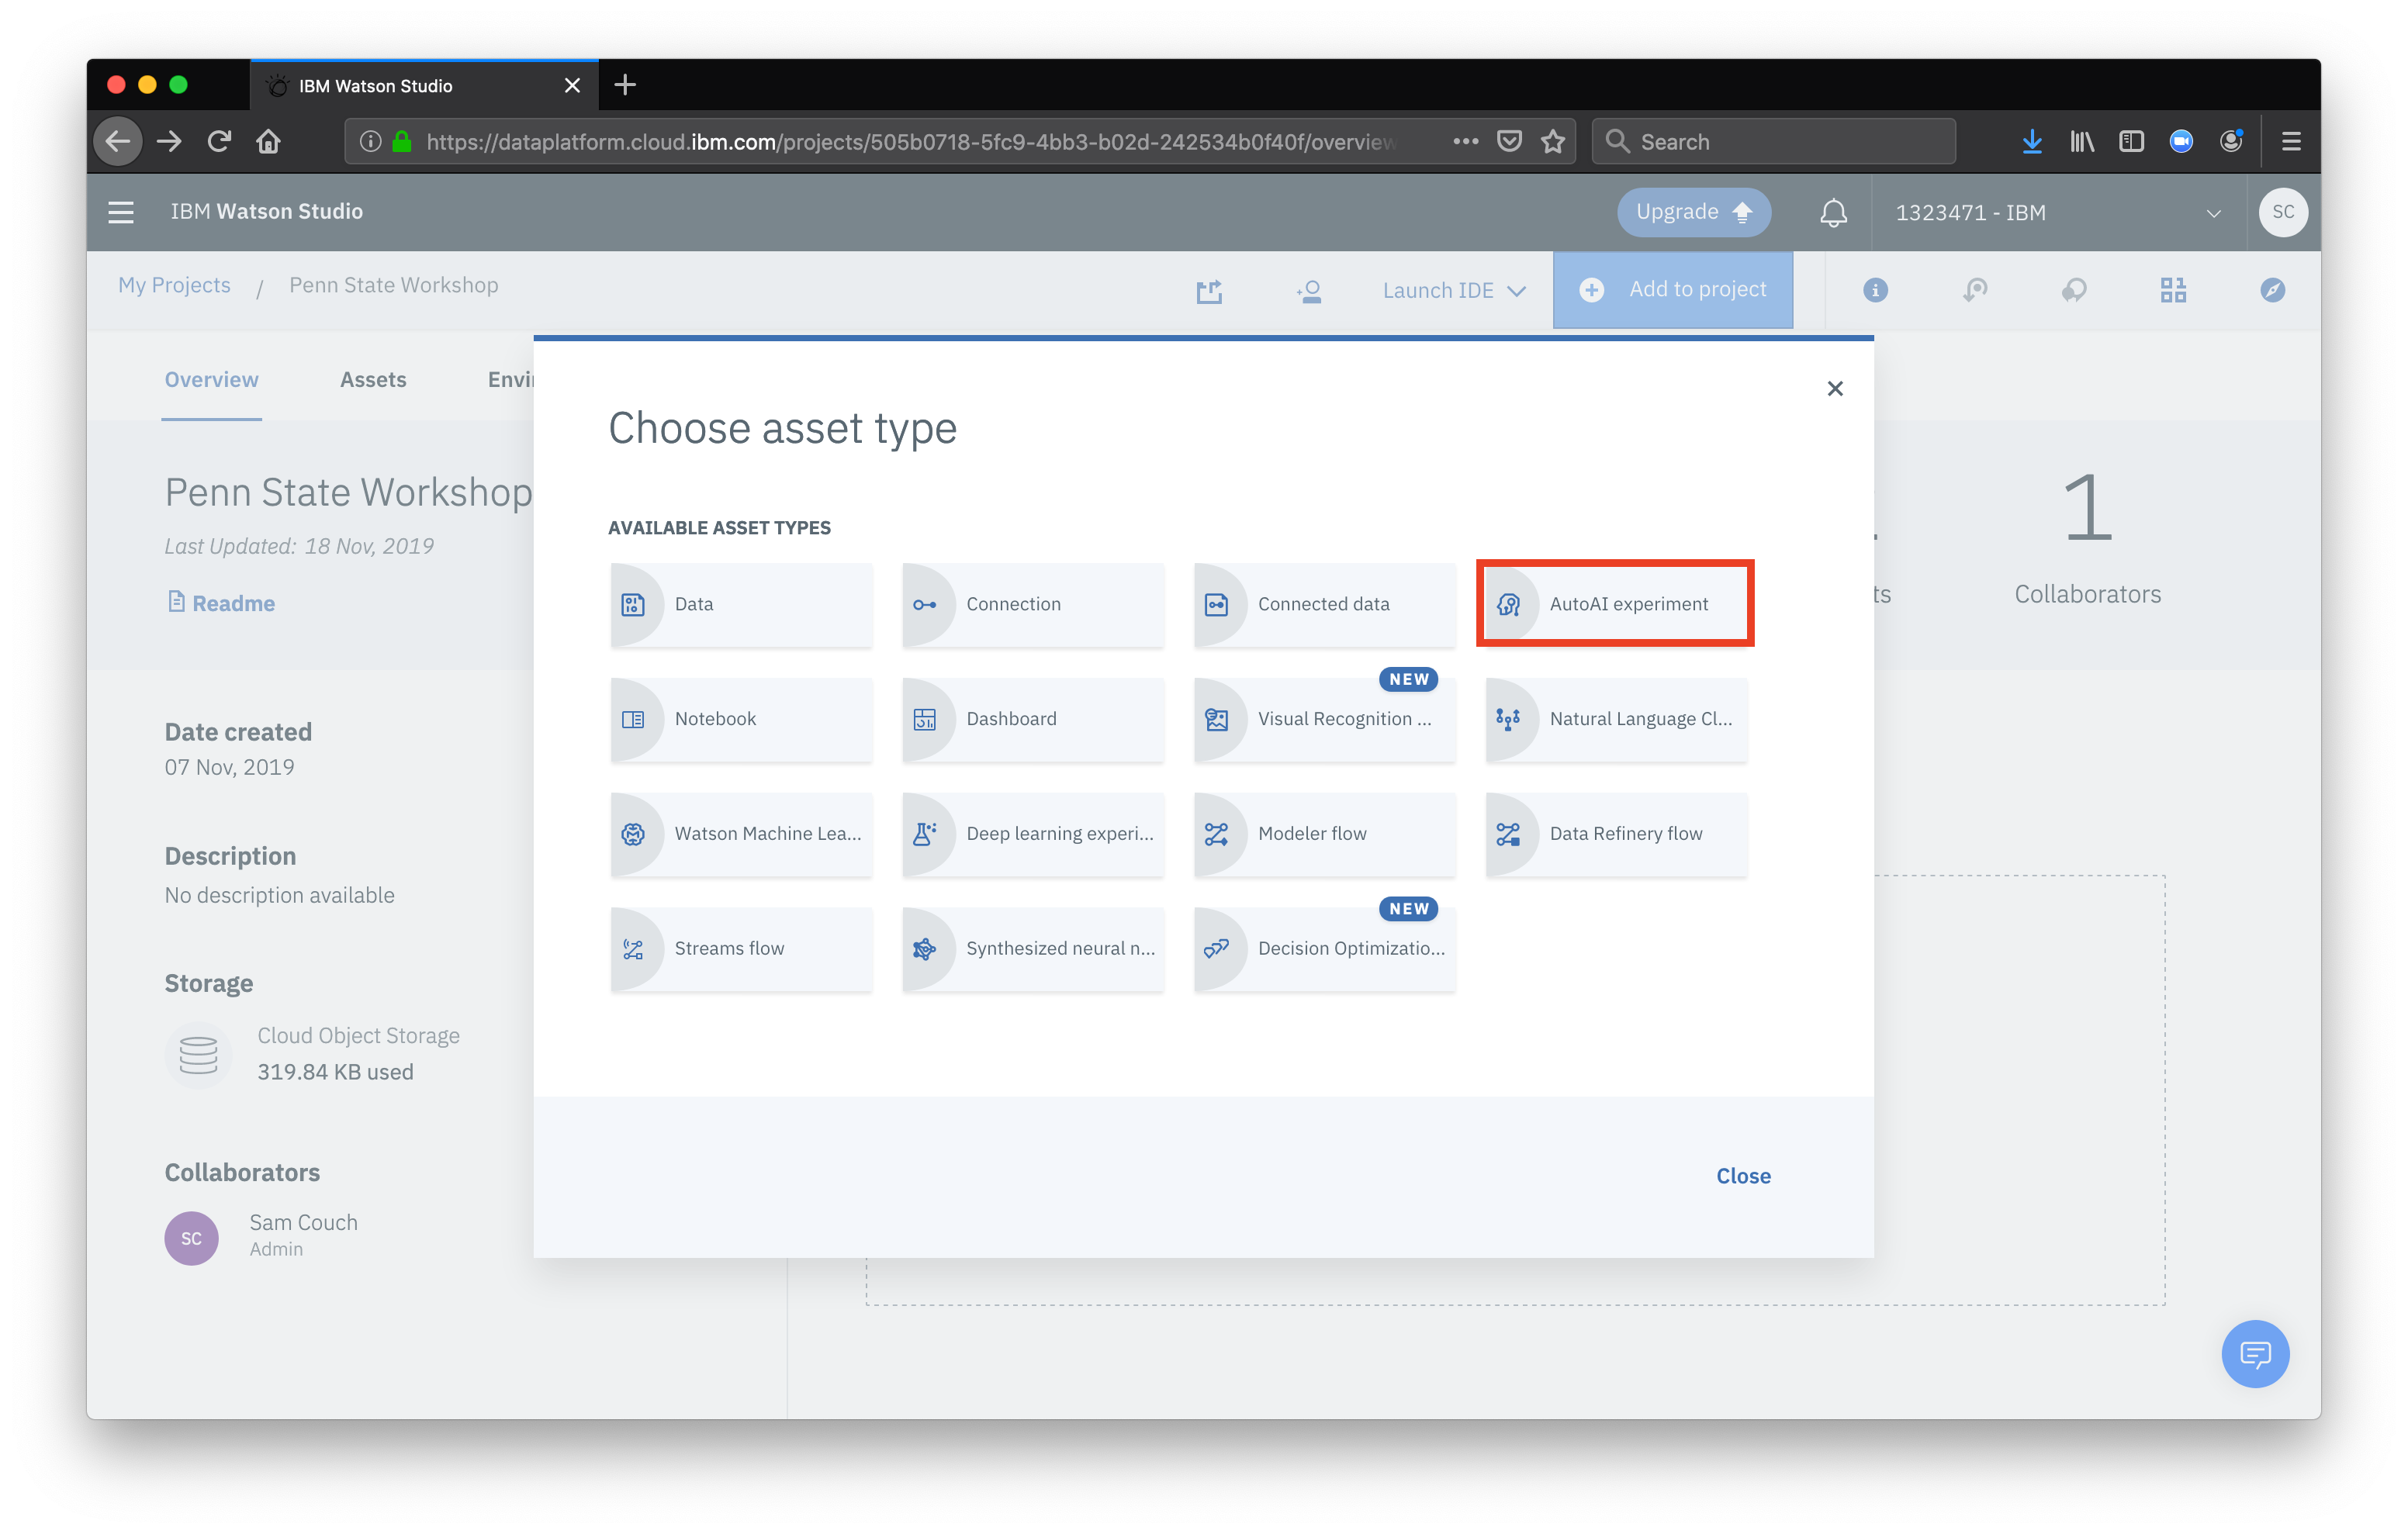 IBM Watson Studio
https://dataplatform.cloud.ibm.com/projects/505b0718-5fc9-4bb3-b02d-242534b0f40f/overview
Search
IBM Watson Studio
Upgrade
1323471 - IBM
SC
My Projects / Penn State Workshop
Launch IDE
Add to project
Overview
Assets
Envi
Choose asset type
Penn State Workshop
Last Updated: 18 Nov, 2019
Readme
1
ts
Collaborators
AVAILABLE ASSET TYPES
Data
Connection
Connected data
AutoAI experiment
Notebook
Dashboard
NEW
Visual Recognition ...
Natural Language Cl...
Watson Machine Lea...
Deep learning experi...
Modeler flow
Data Refinery flow
Streams flow
Synthesized neural n...
NEW
Decision Optimizatio...
Close
Date created
07 Nov, 2019
Description
No description available
Storage
Cloud Object Storage
319.84 KB used
Collaborators
SC
Sam Couch
Admin